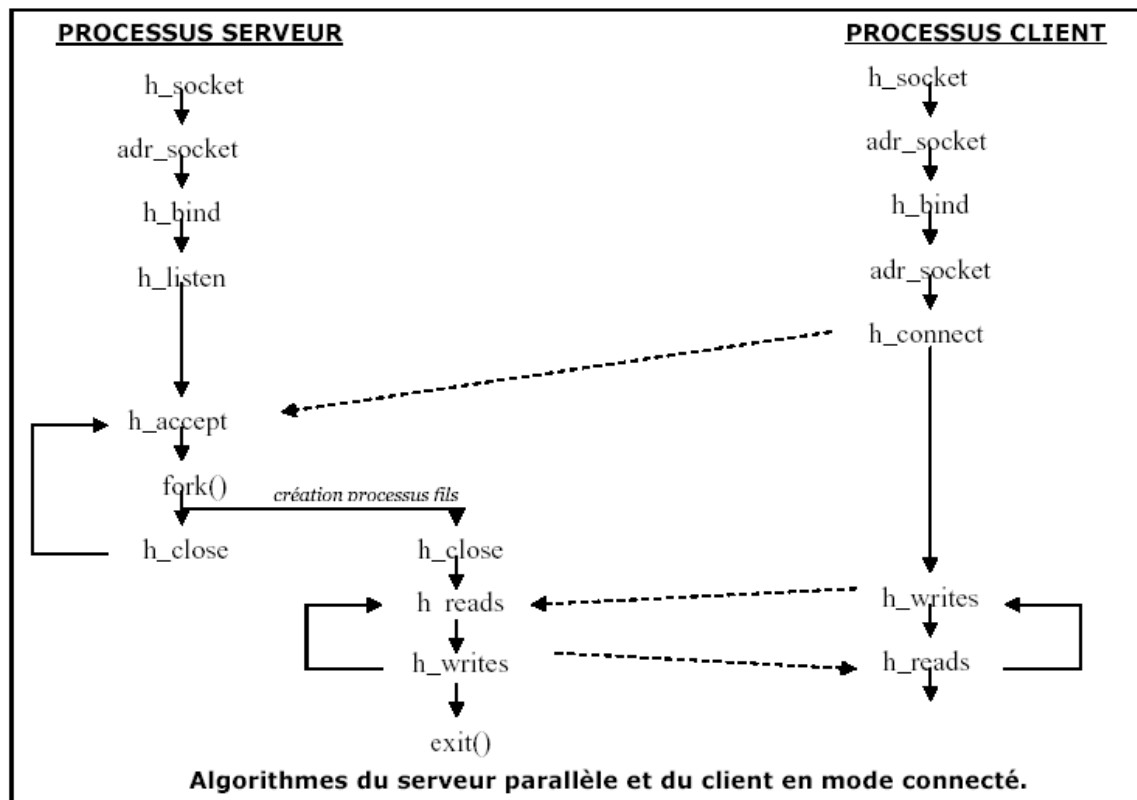 PROCESSUS SERVEUR
PROCESSUS CLIENT
h_socket
adr_socket
h_bind
h_listen
h_accept
fork()
création processus fils
h_close
h_close
h_reads
h_writes
exit()
h_socket
adr_socket
h_bind
adr_socket
h_connect
h_writes
h_reads
Algorithmes du serveur parallèle et du client en mode connecté.